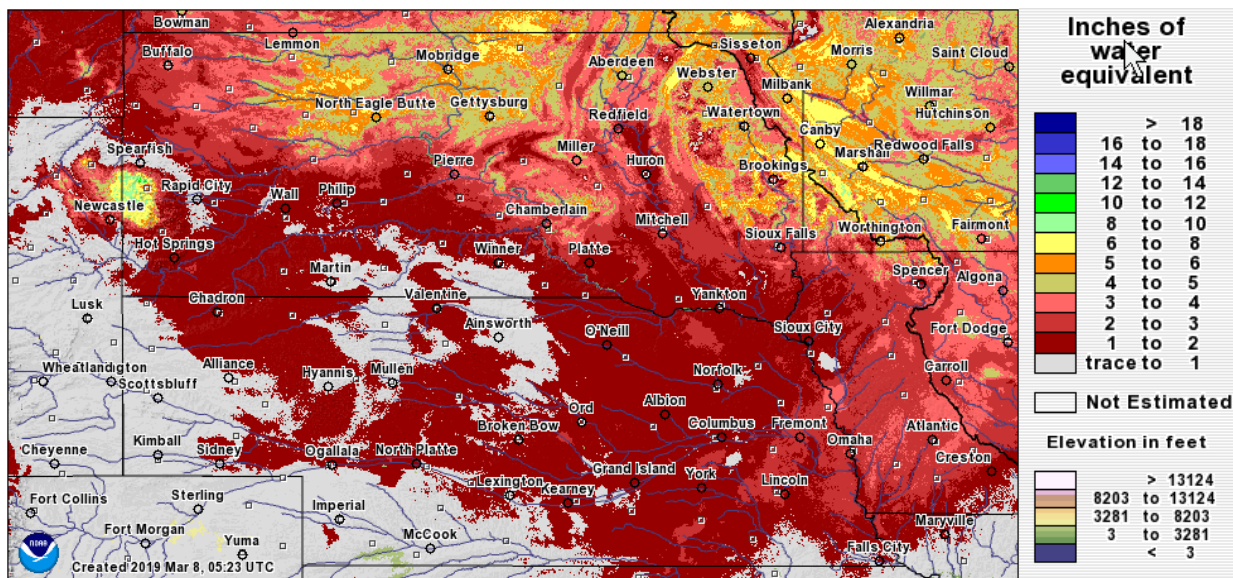 Bowman
Lemmon
Buffalo
Mobridge
Aberdeen
Sisseton
Alexandria
Morris
Saint Cloud
Webster
Milbank
North Eagle Butte
Gettysburg
Redfield
Watertown
Willmar
Hutchinson
Canby
Spearfish
Miller
Huron
Marshall
Redwood Falls
Pierre
Brookings
Rapid City
Wall
Philip
Newcastle
Chamberlain
Mitchell
Hot Springs
Winner
Platte
Sioux Falls
Worthington
Fairmont
Martin
Spencer
Algona
Lusk
Chadron
Valentine
Yankton
Ainsworth
O'Neill
Sioux City
Fort Dodge
Wheatland
Torrington
Scottsbluff
Alliance
Hyannis
Mullen
Norfolk
Carroll
Ord
Albion
Broken Bow
Columbus
Fremont
Omaha
Atlantic
Cheyenne
Kimball
Sidney
Ogallala
North Platte
Grand Island
York
Lincoln
Creston
Lexington
Kearney
Fort Collins
Sterling
Imperial
Maryville
Fort Morgan
Yuma
McCook
Falls City
NOAA
Created 2019 Mar 8, 05:23 UTC
Inches of
water
equivalent
> 18
16 to 18
14 to 16
12 to 14
10 to 12
8 to 10
6 to 8
5 to 6
4 to 5
3 to 4
2 to 3
1 to 2
trace to 1
Not Estimated
Elevation in feet
> 13124
8203 to 13124
3281 to 8203
3 to 3281
< 3